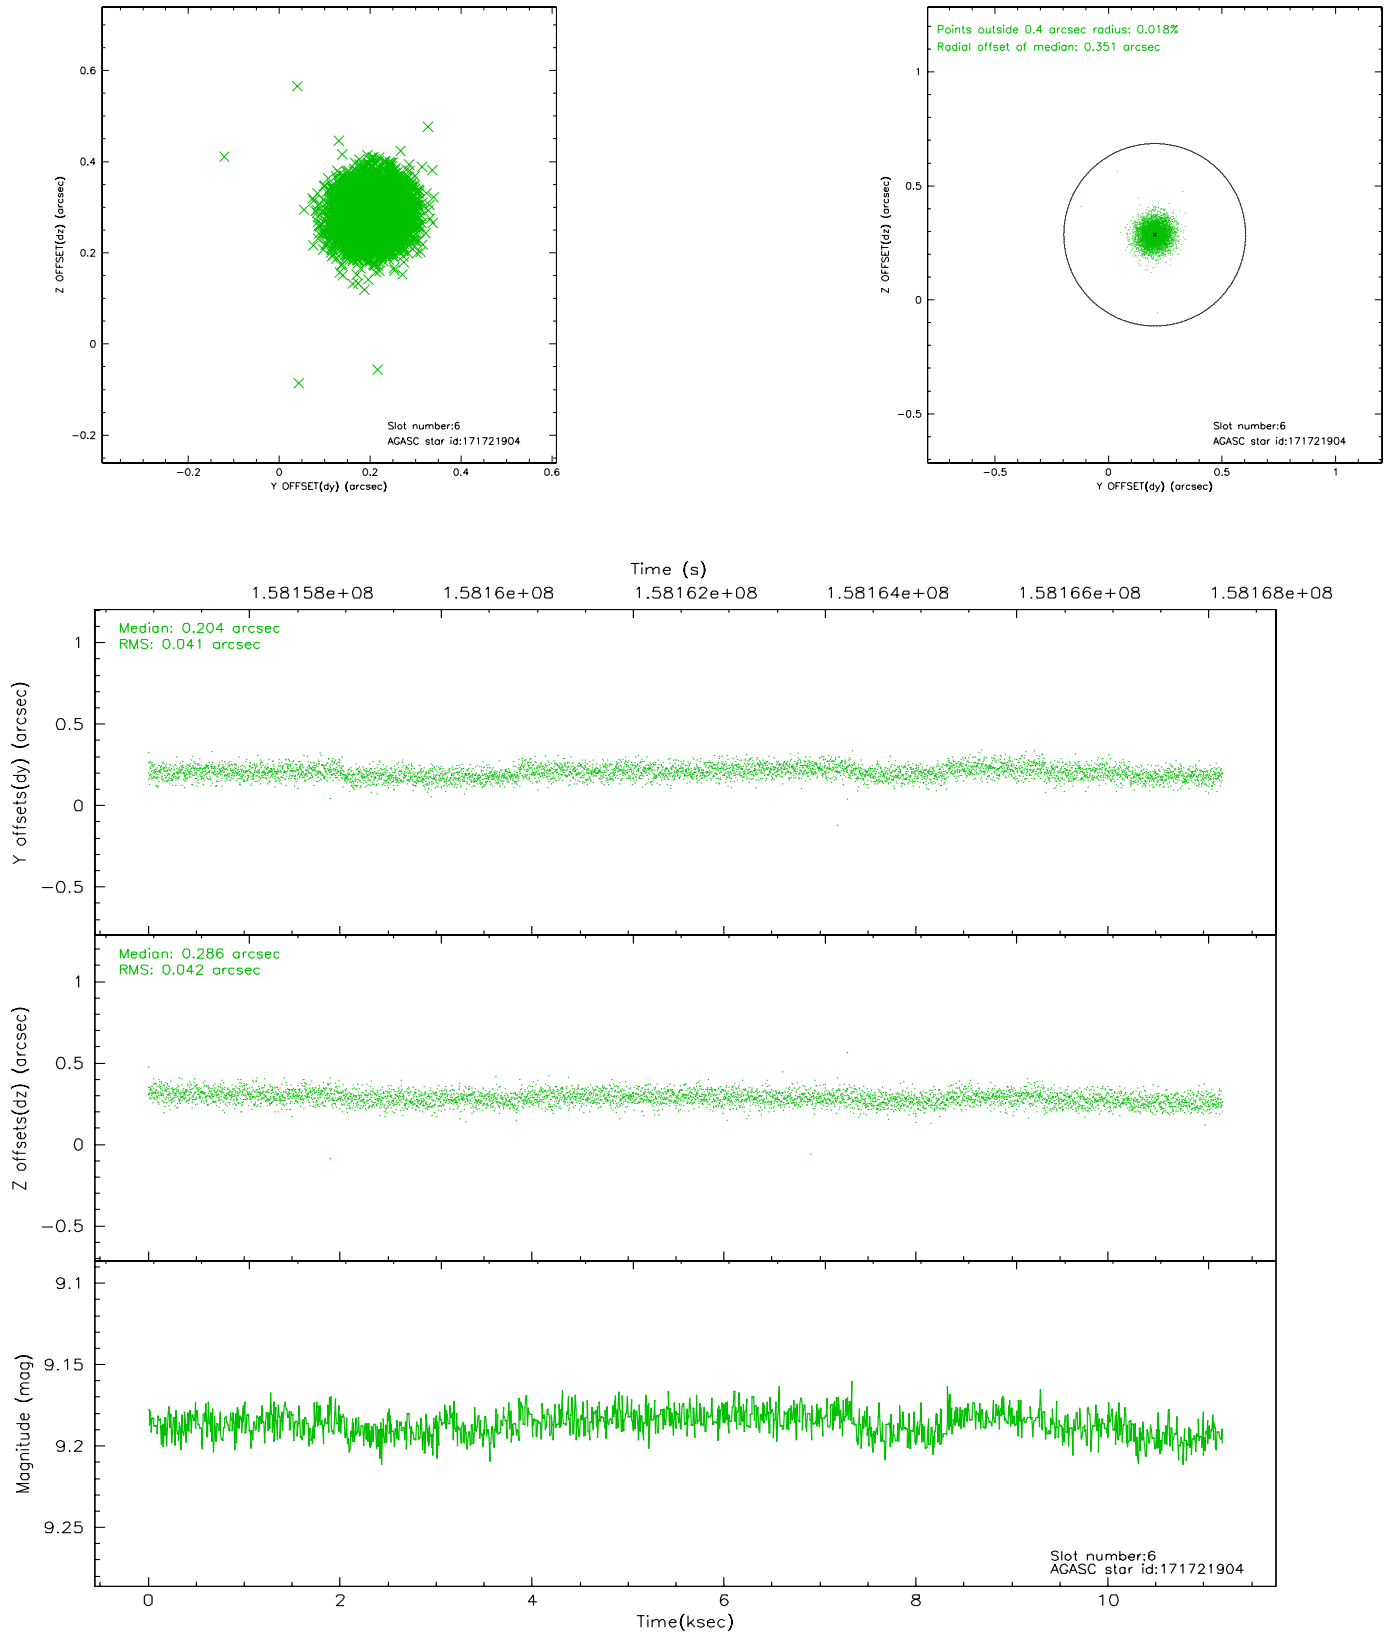 0.6
0.4
0.2
0
−0.2
Z OFFSET(dz) (arcsec)
Slot number:6
AGASC star id:171721904
−0.2 0 0.2 0.4 0.6
Y OFFSET(dy) (arcsec)
Points outside 0.4 arcsec radius: 0.018%
Radial offset of median: 0.351 arcsec
1
0.5
0
−0.5
Z OFFSET(dz) (arcsec)
Slot number:6
AGASC star id:171721904
−0.5 0 0.5 1
Y OFFSET(dy) (arcsec)
Time (s)
1.58158e+08 1.5816e+08 1.58162e+08 1.58164e+08 1.58166e+08 1.58168e+08
Median: 0.204 arcsec
RMS: 0.041 arcsec
1
0.5
0
−0.5
Y offsets(dy) (arcsec)
Median: 0.286 arcsec
RMS: 0.042 arcsec
1
0.5
0
−0.5
Z offsets(dz) (arcsec)
9.1
9.15
9.2
9.25
Magnitude (mag)
Slot number:6
AGASC star id:171721904
0 2 4 6 8 10
Time(ksec)